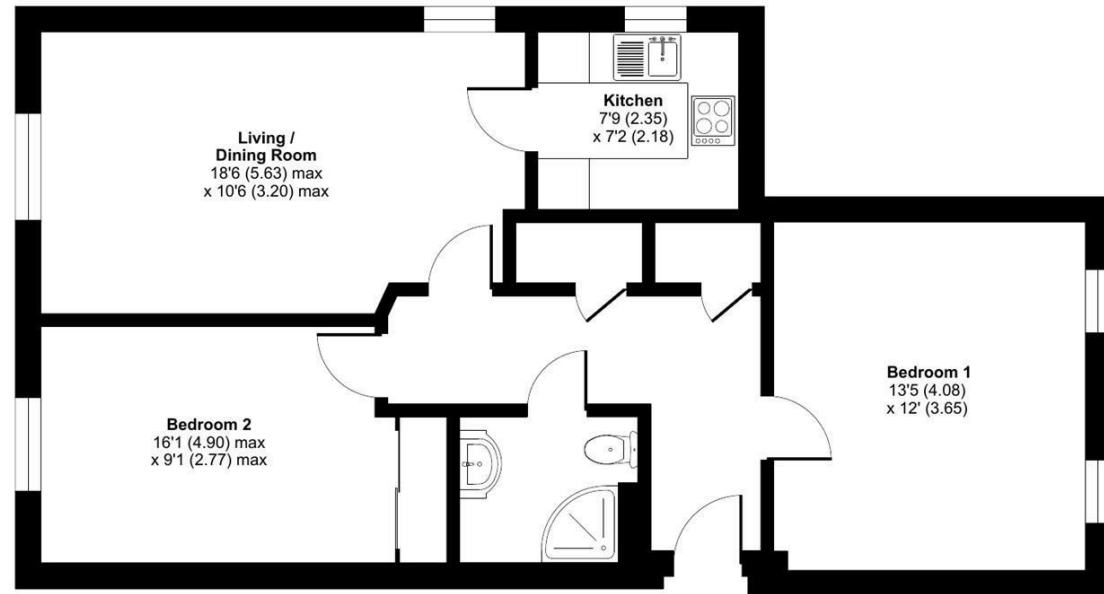 Living /
Dining Room
18'6 (5.63) max
x 10'6 (3.20) max
Kitchen
7'9 (2.35)
x 7'2 (2.18)
Bedroom 1
13'5 (4.08)
x 12' (3.65)
Bedroom 2
16'1 (4.90) max
x 9'1 (2.77) max